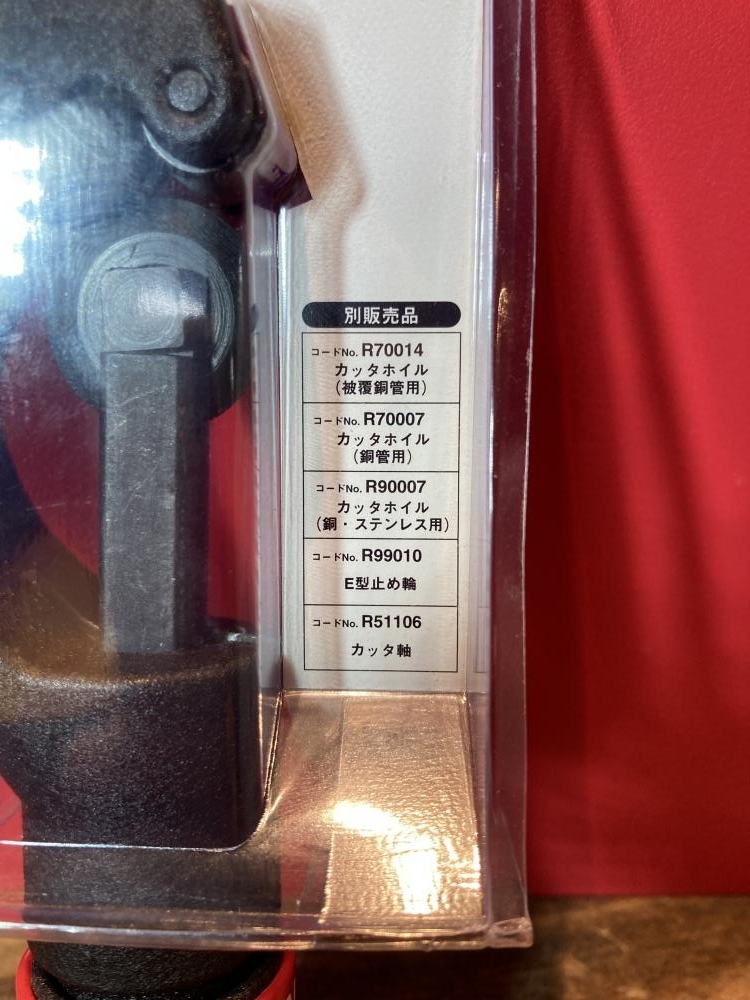 別販売品
コードNo. R70014
カッタホイル
(被覆銅管用)
コードNo. R70007
カッタホイル
(銅管用)
コードNo. R90007
カッタホイル
(銅・ステンレス用)
コードNo. R99010
E型止め輪
コードNo. R51106
カッタ軸